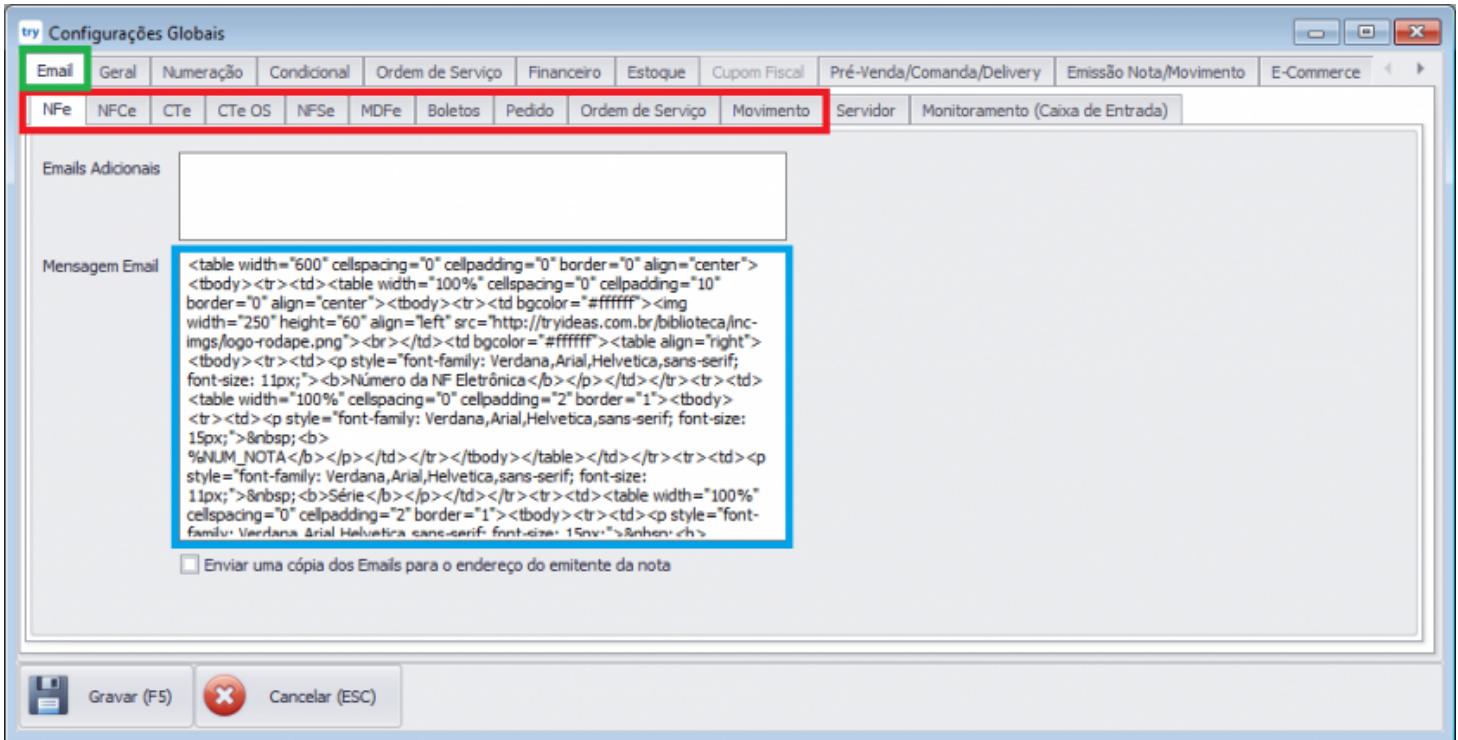 try Configurações Globais
Email Geral Numeração Condicional Ordem de Serviço Financeiro Estoque Cupom Fiscal Pré-Venda/Comanda/Delivery Emissão Nota/Movimento E-Commerce
NFe NFCe CTe CTe OS NFSe MDFe Boletos Pedido Ordem de Serviço Movimento Servidor Monitoramento (Caixa de Entrada)
Emails Adicionais
Mensagem Email
<table width="600" cellspacing="0" cellpadding="0" border="0" align="center">
<tbody><tr><td><table width="100%" cellspacing="0" cellpadding="10"
border="0" align="center"><tbody><tr><td bgcolor="#ffffff"><img
width="250" height="60" align="left" src="http://tryideas.com.br/biblioteca/inc-
imgs/logo-rodape.png"><br></td><td bgcolor="#ffffff"><table align="right">
<tbody><tr><td><p style="font-family: Verdana,Arial,Helvetica,sans-serif;
font-size: 11px;"><b>Número da NF Eletrônica</b></p></td></tr><tr><td>
<table width="100%" cellspacing="0" cellpadding="2" border="1"><tbody>
<tr><td><p style="font-family: Verdana,Arial,Helvetica,sans-serif; font-size:
15px;">&nbsp;<b>
%NUM_NOTA</b></p></td></tr></tbody></table></td></tr><tr><td><p
style="font-family: Verdana,Arial,Helvetica,sans-serif; font-size:
11px;">&nbsp;<b>Série</b></p></td></tr><tr><td><table width="100%"
cellspacing="0" cellpadding="2" border="1"><tbody><tr><td><p style="font-
family: Verdana,Arial,Helvetica,sans-serif; font-size: 15px;">&nbsp;<b>
Enviar uma cópia dos Emails para o endereço do emitente da nota
Gravar (F5) Cancelar (ESC)